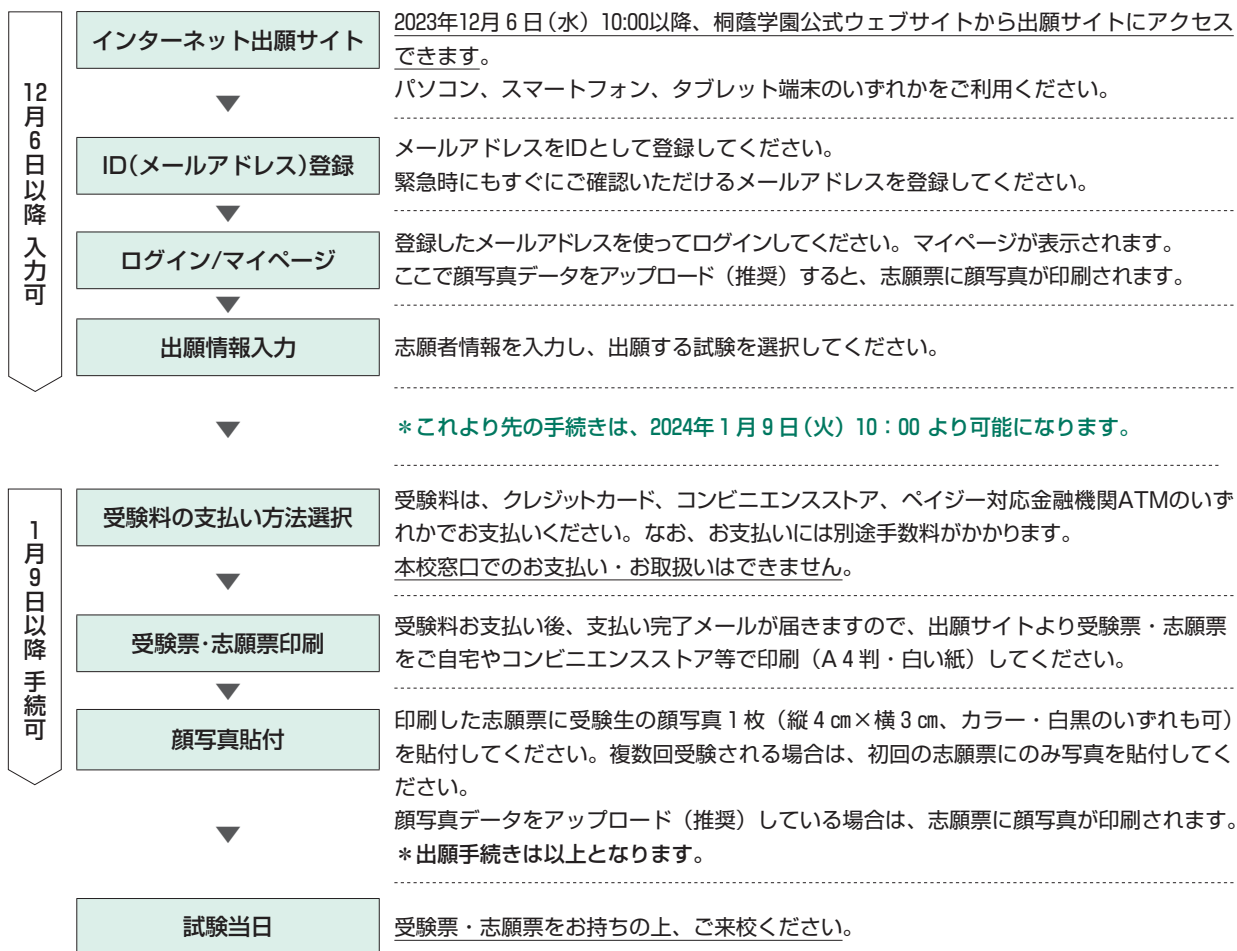 12月6日以降 入力可
インターネット出願サイト
2023年12月6日(水)10:00以降、桐蔭学園公式ウェブサイトから出願サイトにアクセス
できます。
パソコン、スマートフォン、タブレット端末のいずれかをご利用ください。
▼
ID(メールアドレス)登録
メールアドレスをIDとして登録してください。
緊急時にもすぐにご確認いただけるメールアドレスを登録してください。
▼
ログイン/マイページ
登録したメールアドレスを使ってログインしてください。マイページが表示されます。
ここで顔写真データをアップロード(推奨)すると、志願票に顔写真が印刷されます。
▼
出願情報入力
志願者情報を入力し、出願する試験を選択してください。
▼
＊これより先の手続きは、2024年1月9日(火)10:00 より可能になります。
1月9日以降 手続可
受験料の支払い方法選択
受験料は、クレジットカード、コンビニエンスストア、ペイジー対応金融機関ATMのいず
れかでお支払いください。なお、お支払いには別途手数料がかかります。
本校窓口でのお支払い・お取扱いはできません。
▼
受験票・志願票印刷
受験料お支払い後、支払い完了メールが届きますので、出願サイトより受験票・志願票
をご自宅やコンビニエンスストア等で印刷(A4判・白い紙)してください。
▼
顔写真貼付
印刷した志願票に受験生の顔写真1枚(縦4㎝×横3㎝、カラー・白黒のいずれも可)
を貼付してください。複数回受験される場合は、初回の志願票にのみ写真を貼付してく
ださい。
顔写真データをアップロード(推奨)している場合は、志願票に顔写真が印刷されます。
＊出願手続きは以上となります。
▼
試験当日
受験票・志願票をお持ちの上、ご来校ください。